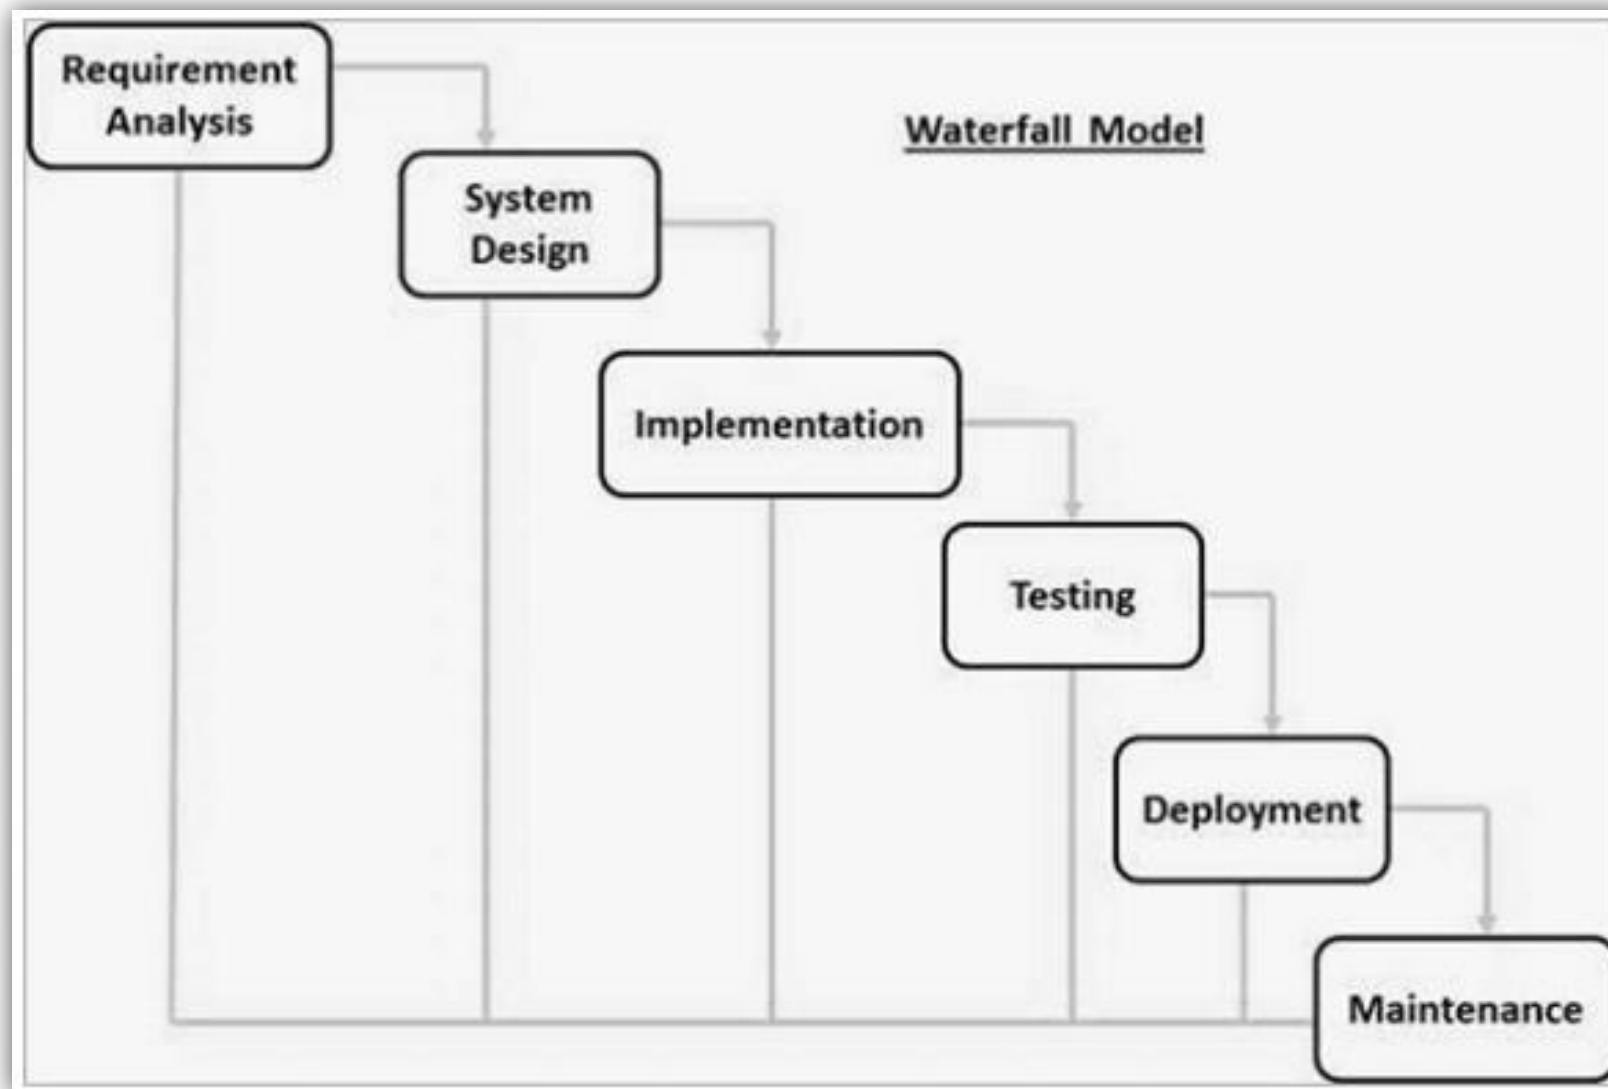 Requirement
Analysis
Waterfall Model
System
Design
Implementation
Testing
Deployment
Maintenance